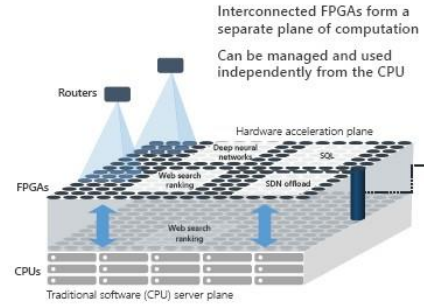 Interconnected FPGAs form a
separate plane of computation
Can be managed and used
independently from the CPU
Routers
Hardware acceleration plane
Deep neural
networks
SQL
Web search
ranking
SDN offload
FPGAs
Web search
ranking
CPUs
Traditional software (CPU) server plane